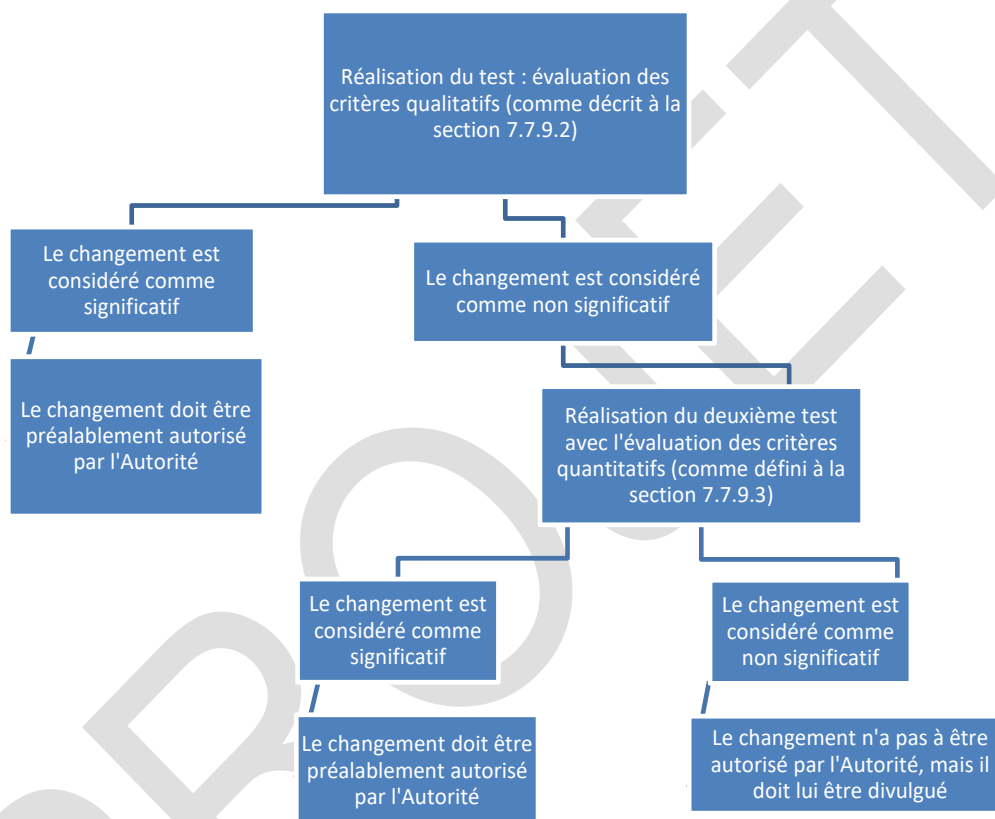 Réalisation du test : évaluation des
critères qualitatifs (comme décrit à la
section 7.7.9.2)
Le changement est
considéré comme
significatif
Le changement est considéré
comme non significatif
Le changement doit être
préalablement autorisé
par l'Autorité
Réalisation du deuxième test
avec l'évaluation des critères
quantitatifs (comme défini à la
section 7.7.9.3)
Le changement est
considéré comme
significatif
Le changement est
considéré comme
non significatif
Le changement doit être
préalablement autorisé
par l'Autorité
Le changement n'a pas à être
autorisé par l'Autorité, mais il
doit lui être divulgué
PROJET